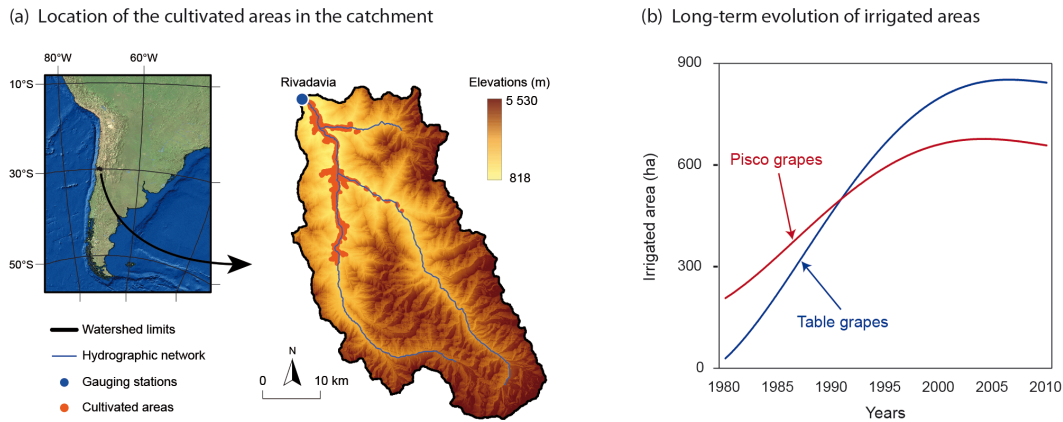 (a) Location of the cultivated areas in the catchment
80°W
60°W
10°S
30°S
50°S
Rivadavia
Elevations (m)
5 530
818
Watershed limits
Hydrographic network
Gauging stations
Cultivated areas
N
0
10 km
(b) Long-term evolution of irrigated areas
900
600
300
0
Irrigated area (ha)
Pisco grapes
Table grapes
1980
1985
1990
1995
2000
2005
2010
Years